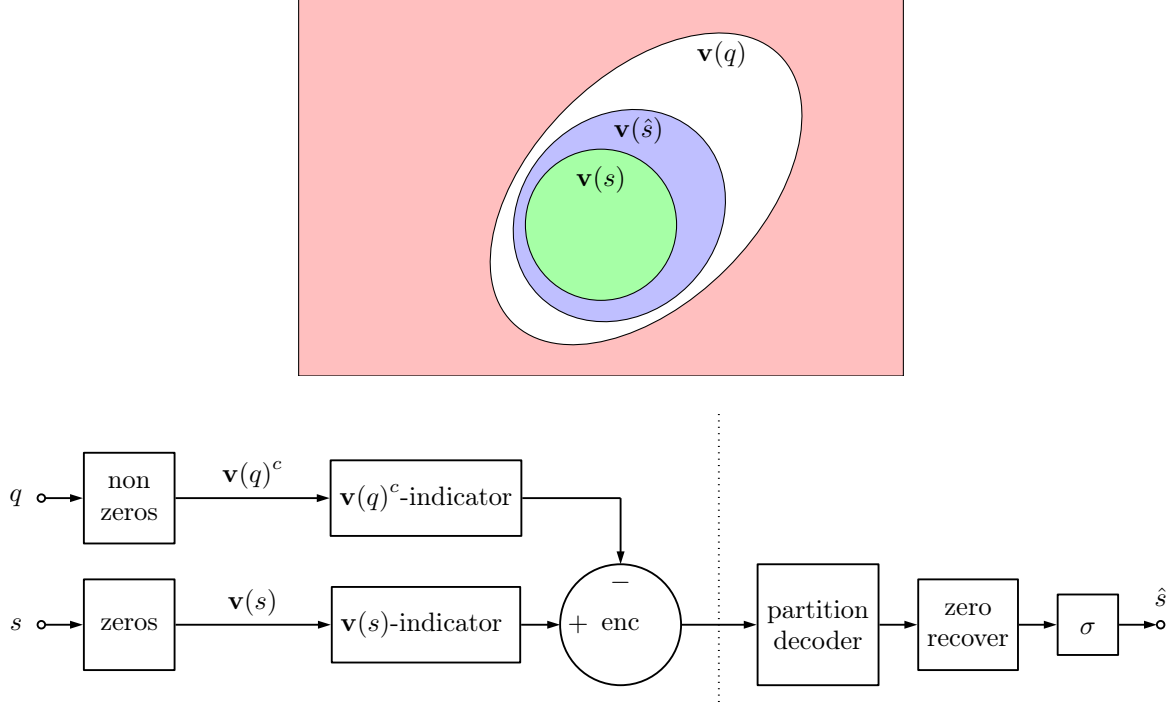 𝐯(q)
𝐯(ŝ)
𝐯(s)
q
non
zeros
𝐯(q)ᶜ
𝐯(q)ᶜ-indicator
−
s
zeros
𝐯(s)
𝐯(s)-indicator
+ enc
partition
decoder
zero
recover
σ
ŝ